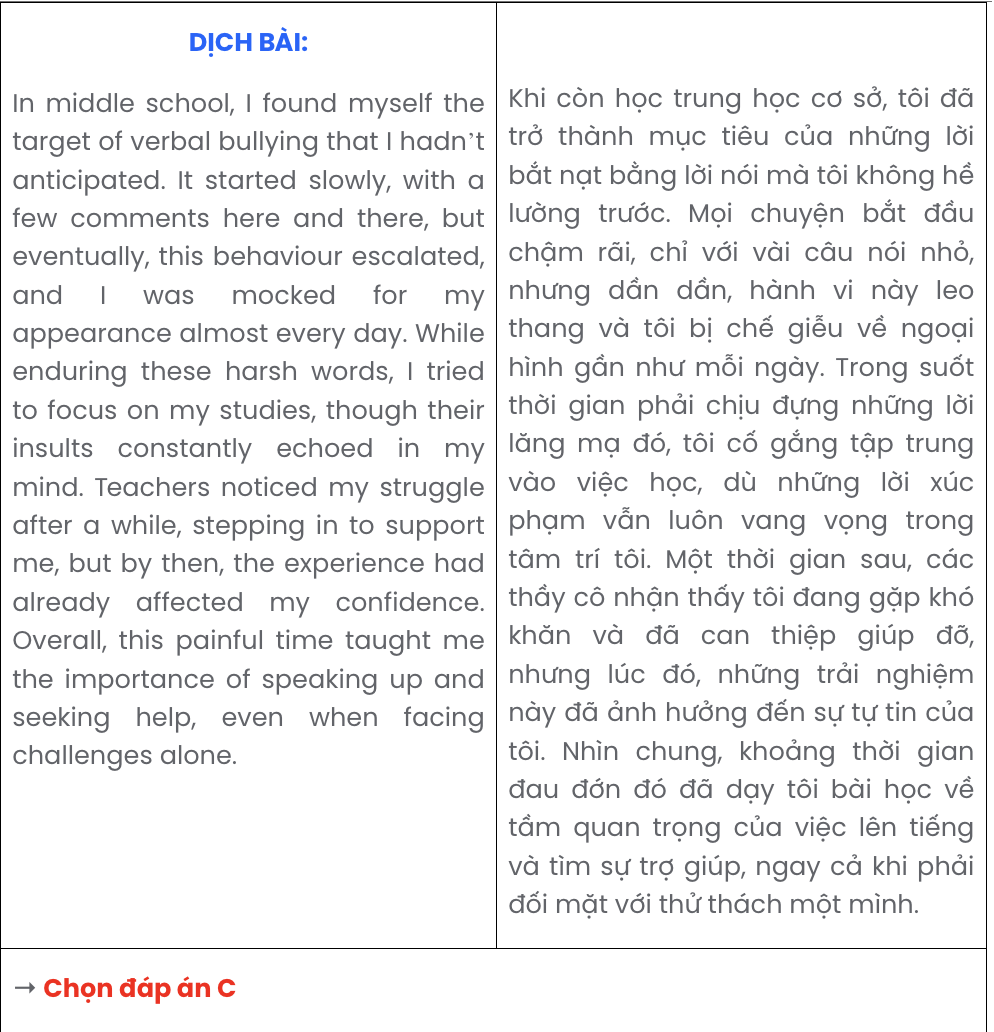 DỊCH BÀI:
In middle school, I found myself the
target of verbal bullying that I hadn’t
anticipated. It started slowly, with a
few comments here and there, but
eventually, this behaviour escalated,
and I was mocked for my
appearance almost every day. While
enduring these harsh words, I tried
to focus on my studies, though their
insults constantly echoed in my
mind. Teachers noticed my struggle
after a while, stepping in to support
me, but by then, the experience had
already affected my confidence.
Overall, this painful time taught me
the importance of speaking up and
seeking help, even when facing
challenges alone.
Khi còn học trung học cơ sở, tôi đã
trở thành mục tiêu của những lời
bắt nạt bằng lời nói mà tôi không hề
lường trước. Mọi chuyện bắt đầu
chậm rãi, chỉ với vài câu nói nhỏ,
nhưng dần dần, hành vi này leo
thang và tôi bị chế giễu về ngoại
hình gần như mỗi ngày. Trong suốt
thời gian phải chịu đựng những lời
lăng mạ đó, tôi cố gắng tập trung
vào việc học, dù những lời xúc
phạm vẫn luôn vang vọng trong
tâm trí tôi. Một thời gian sau, các
thầy cô nhận thấy tôi đang gặp khó
khăn và đã can thiệp giúp đỡ,
nhưng lúc đó, những trải nghiệm
này đã ảnh hưởng đến sự tự tin của
tôi. Nhìn chung, khoảng thời gian
đau đớn đó đã dạy tôi bài học về
tầm quan trọng của việc lên tiếng
và tìm sự trợ giúp, ngay cả khi phải
đối mặt với thử thách một mình.
→ Chọn đáp án C